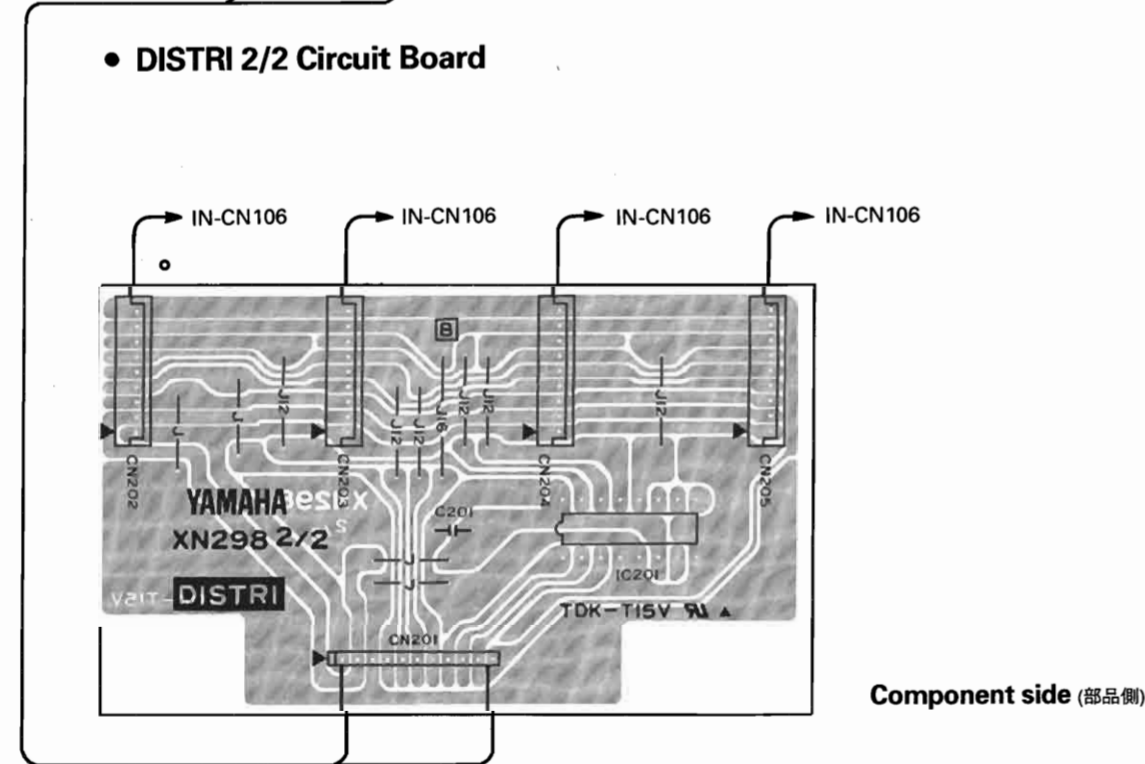 • DISTRI 2/2 Circuit Board
IN-CN106
IN-CN106
IN-CN106
IN-CN106
B
J12
J12
J12
J12
J12
J12
J16
J
J
CN202
CN203
CN204
CN205
YAMAHA
XN298 2/2
C201
J
J
IC201
DISTRI
TDK-T15V
CN201
Component side (部品側)